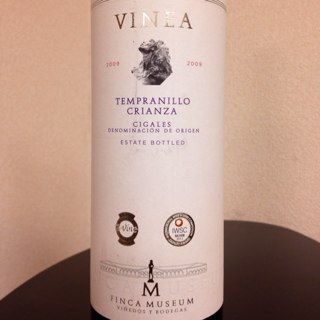 VINEA
2009 2009
TEMPRANILLO
CRIANZA
CIGALES
DENOMINACIÓN DE ORIGEN
ESTATE BOTTLED
IWSC
M
FINCA MUSEUM
VIÑEDOS Y BODEGAS